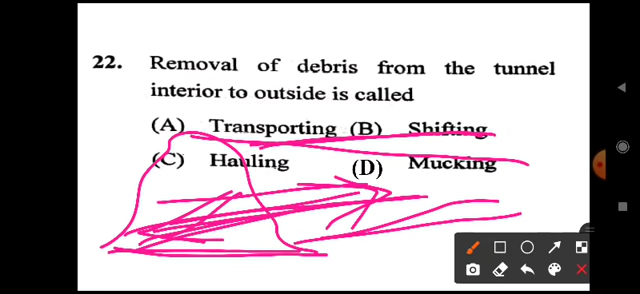 22. Removal of debris from the tunnel
interior to outside is called
(A) Transporting (B) Shifting
(C) Hauling (D) Mucking